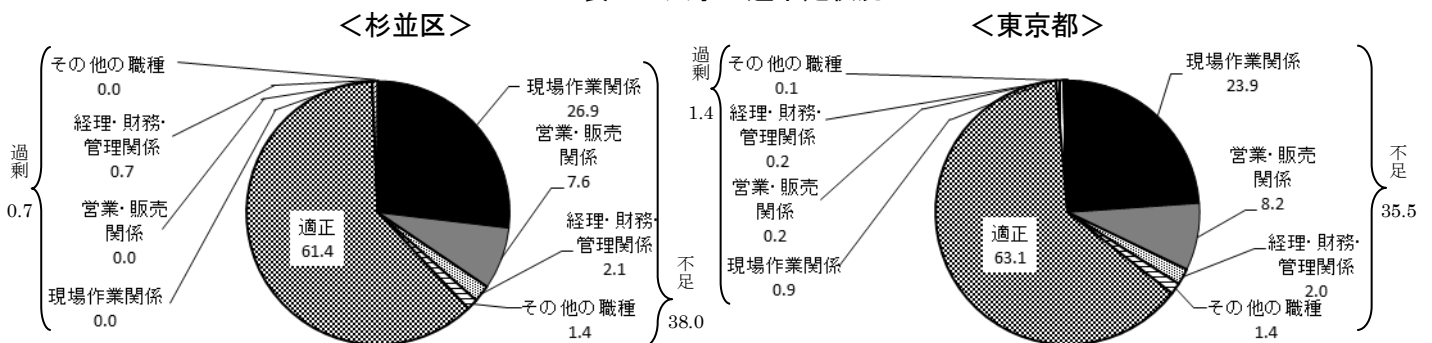 ＜杉並区＞
過剰
0.7
その他の職種
0.0
経理・財務・
管理関係
0.7
営業・販売
関係
0.0
現場作業関係
0.0
適正
61.4
現場作業関係
26.9
営業・販売
関係
7.6
経理・財務・
管理関係
2.1
その他の職種
1.4
不足
38.0
＜東京都＞
過剰
1.4
その他の職種
0.1
経理・財務・
管理関係
0.2
営業・販売
関係
0.2
現場作業関係
0.9
適正
63.1
現場作業関係
23.9
営業・販売
関係
8.2
経理・財務・
管理関係
2.0
その他の職種
1.4
不足
35.5